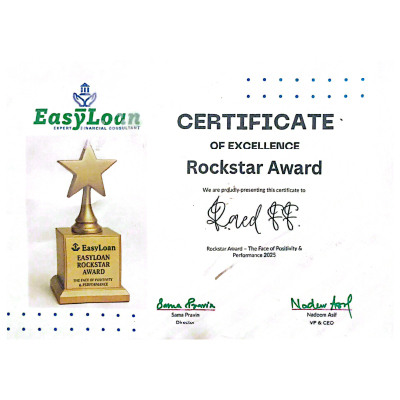 EasyLoan
EXPERT FINANCIAL CONSULTANT
CERTIFICATE
OF EXCELLENCE
Rockstar Award
We are proudly presenting this certificate to
Rockstar Award – The Face of Positivity &
Performance 2025
EasyLoan
EASYLOAN
ROCKSTAR
AWARD
THE FACE OF POSITIVITY
& PERFORMANCE
Sama Pravin
Sama Pravin
Director
Nadeem Asif
Nadeem Asif
VP & CEO